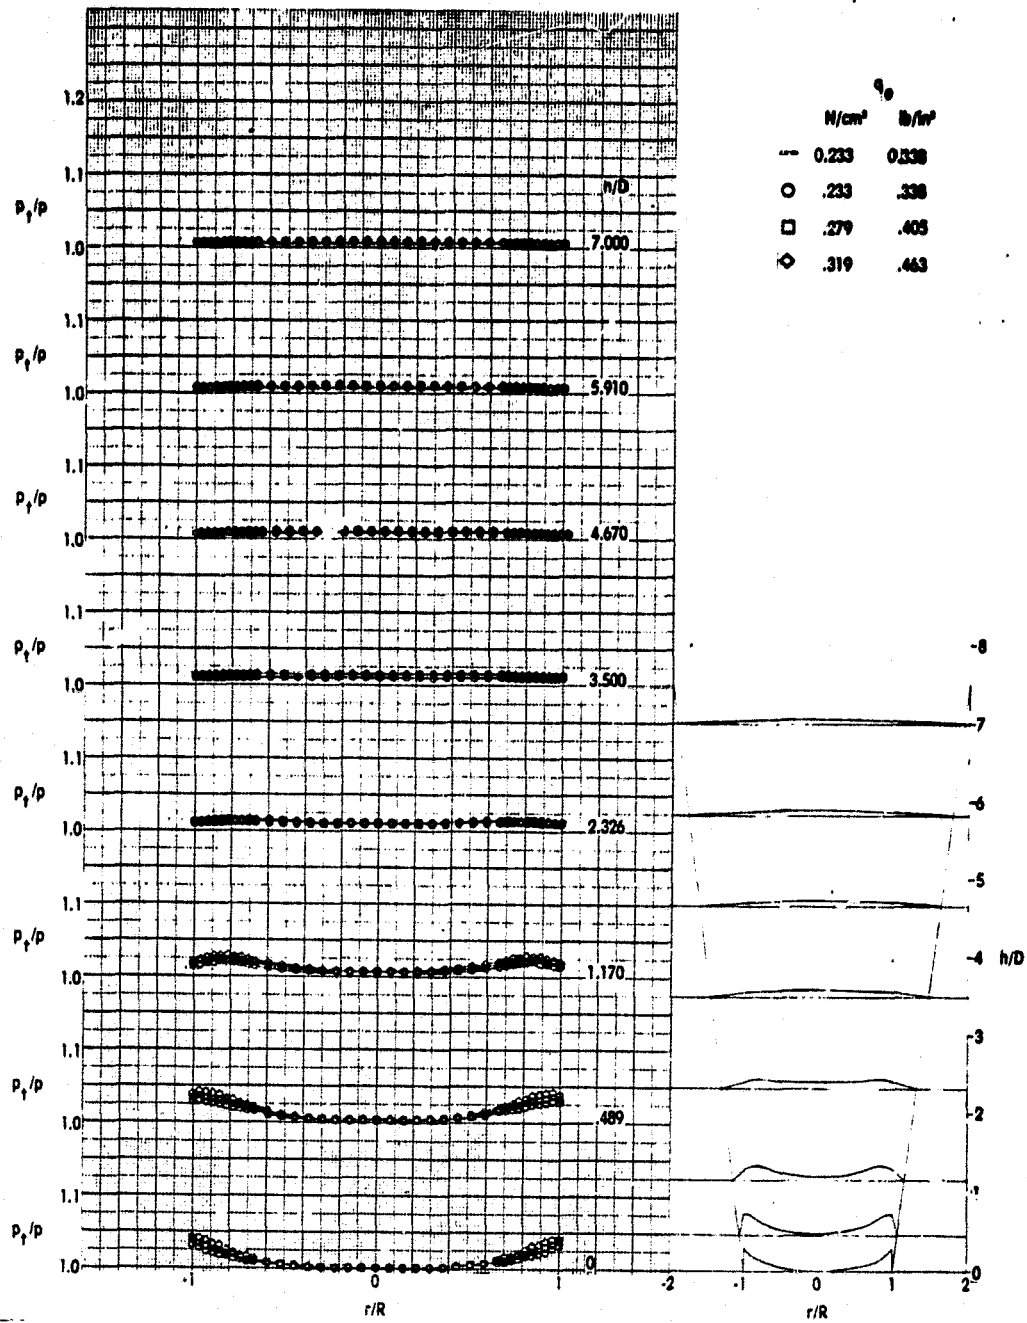 q_e
N/cm² lb/in²
0.233 0.338
.233 .338
.279 .405
.319 .463
1.2
1.1
h/D
p_t/p
1.0
7.000
1.1
p_t/p
1.0
5.910
1.1
p_t/p
1.0
4.670
1.1
p_t/p
1.0
3.500
1.1
p_t/p
1.0
2.326
1.1
p_t/p
1.0
1.170
1.1
p_t/p
1.0
.489
1.1
p_t/p
1.0
0
-1 0 1
r/R
8
7
6
5
4 h/D
3
2
1
0
-2 -1 0 1 2
r/R